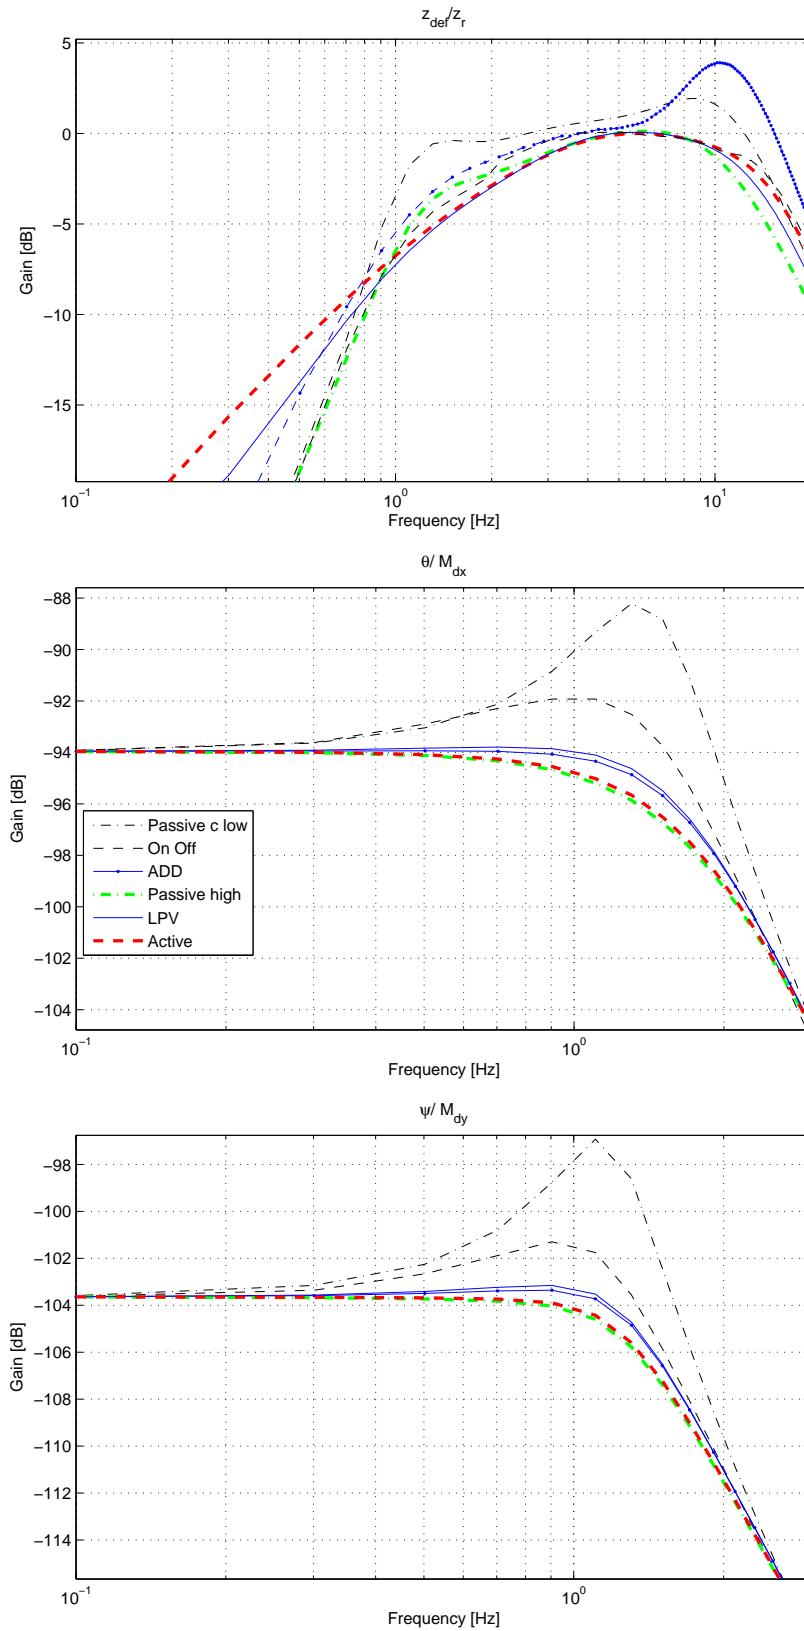 z_def/z_r
5
0
−5
−10
−15
Gain [dB]
10^−1
10^0
10^1
Frequency [Hz]
θ/ M_dx
−88
−90
−92
−94
−96
−98
−100
−102
−104
Gain [dB]
Passive c low
On Off
ADD
Passive high
LPV
Active
10^−1
10^0
Frequency [Hz]
ψ/ M_dy
−98
−100
−102
−104
−106
−108
−110
−112
−114
Gain [dB]
10^−1
10^0
Frequency [Hz]